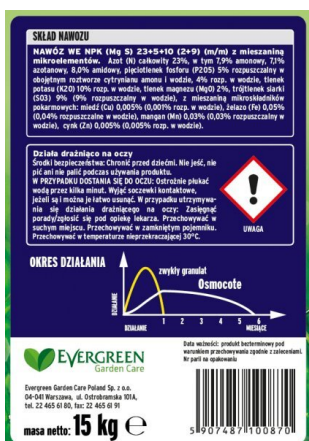 SKŁAD NAWOZU
NAWÓZ WE NPK (Mg S) 23+5+10 (2+9) (m/m) z mieszaniną
mikroelementów. Azot (N) całkowity 23%, w tym 7,9% amonowy, 7,1%
azotanowy, 8,0% amidowy, pięciotlenek fosforu (P2O5) 5% rozpuszczalny w
obojętnym roztworze cytrynianu amonu i wodzie, 4% rozp. w wodzie, tlenek
potasu (K2O) 10% rozp. w wodzie, tlenek magnezu (MgO) 2%, trójtlenek siarki
(SO3) 9% (9% rozpuszczalny w wodzie), z mieszaniną mikroskładników
pokarmowych: miedź (Cu) 0,005% (0,001% rozp. w wodzie), żelazo (Fe) 0,05%
(0,04% rozpuszczalne w wodzie), mangan (Mn) 0,03% (0,03% rozpuszczalny w
wodzie), cynk (Zn) 0,005% (0,005% rozp. w wodzie).
Działa drażniąco na oczy
Środki bezpieczeństwa: Chronić przed dziećmi. Nie jeść, nie
pić ani nie palić podczas używania produktu.
W PRZYPADKU DOSTANIA SIĘ DO OCZU: Ostrożnie płukać
wodą przez kilka minut. Wyjąć soczewki kontaktowe,
jeżeli są i można je łatwo usunąć. W przypadku utrzymywa-
nia się działania drażniącego na oczy: Zasięgnąć
porady/zgłosić się pod opiekę lekarza. Przechowywać w
suchym miejscu. Przechowywać w zamkniętym pojemniku.
Przechowywać w temperaturze nieprzekraczającej 30°C.
UWAGA
OKRES DZIAŁANIA
zwykły granulat
Osmocote
DZIAŁANIE
DZIAŁANIE 1 2 3 4 5 6 MIESIĄCE
EVERGREEN
Garden Care
Evergreen Garden Care Poland Sp. z o.o.
04-041 Warszawa, ul. Ostrobramska 101A,
tel. 22 465 61 80, fax: 22 465 61 91
masa netto: 15 kg e
Data ważności: produkt bezterminowy pod
warunkiem przechowywania zgodnie z zaleceniami.
Nr partii na opakowaniu
5 907487 100870